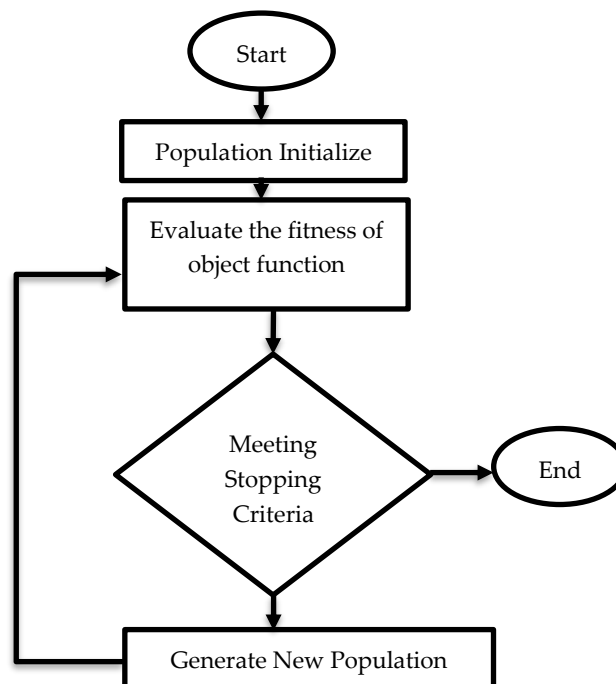 Start
Population Initialize
Evaluate the fitness of
object function
Meeting
Stopping
Criteria
End
Generate New Population